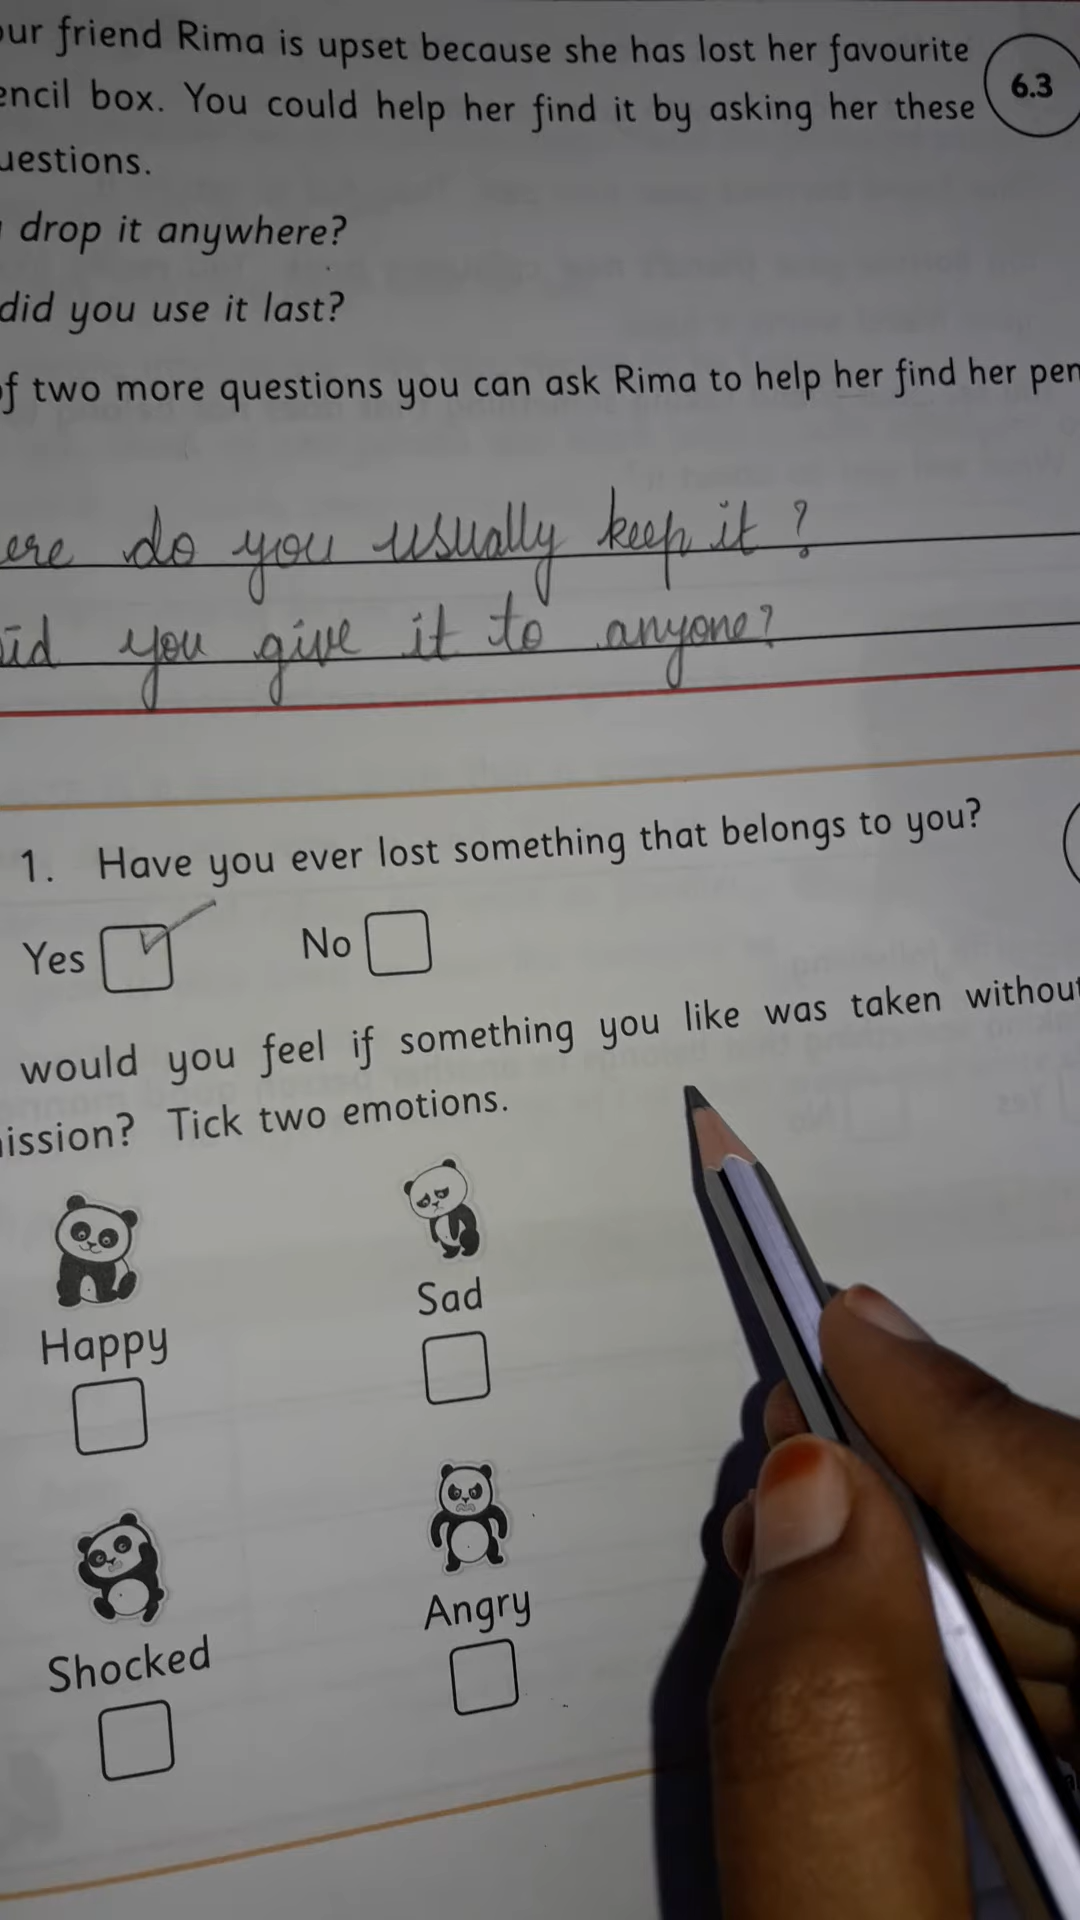 our friend Rima is upset because she has lost her favourite
6.3
encil box. You could help her find it by asking her these
uestions.
drop it anywhere?
did you use it last?
of two more questions you can ask Rima to help her find her pen
ere do you usually keep it?
id you give it to anyone?
1. Have you ever lost something that belongs to you?
Yes No
would you feel if something you like was taken without
ission? Tick two emotions.
Happy Sad
Shocked Angry